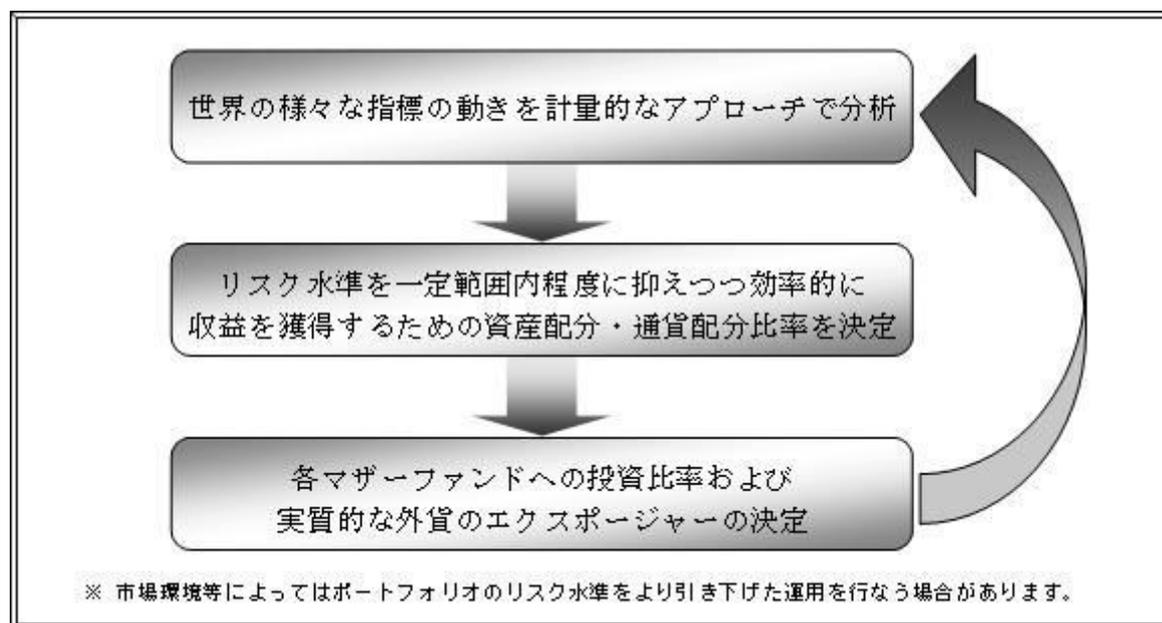 世界の様々な指標の動きを計量的なアプローチで分析
リスク水準を一定範囲内程度に抑えつつ効率的に
収益を獲得するための資産配分・通貨配分比率を決定
各マザーファンドへの投資比率および
実質的な外貨のエクスポージャーの決定
※ 市場環境等によってはポートフォリオのリスク水準をより引き下げた運用を行なう場合があります。